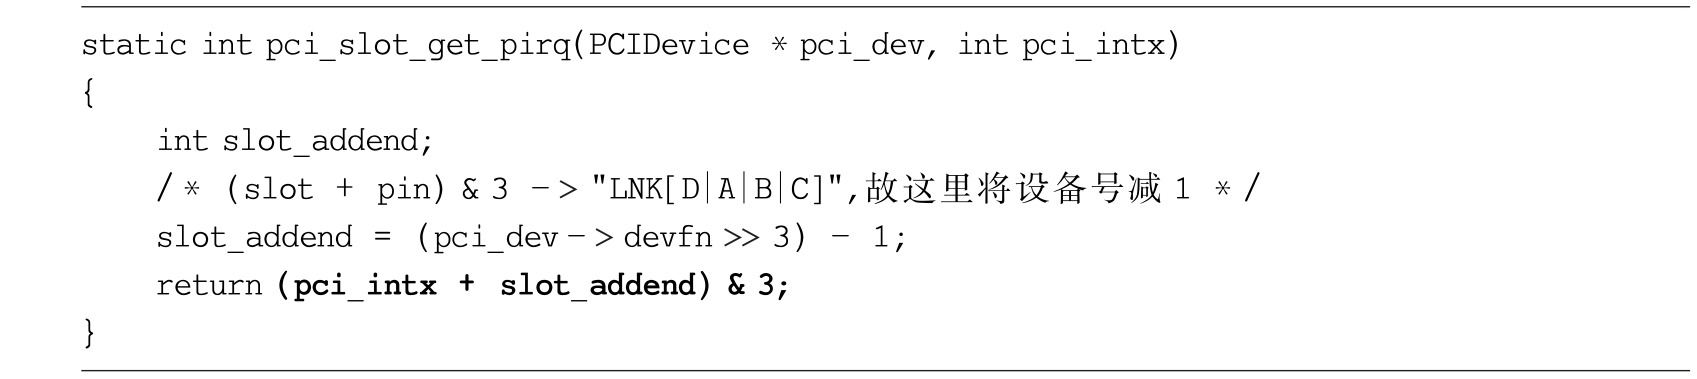 static int pci_slot_get_pirq(PCIDevice * pci_dev, int pci_intx)
{
int slot_addend;
/* (slot + pin) & 3 -> "LNK[D|A|B|C]",故这里将设备号减 1 */
slot_addend = (pci_dev->devfn >> 3) - 1;
return (pci_intx + slot_addend) & 3;
}